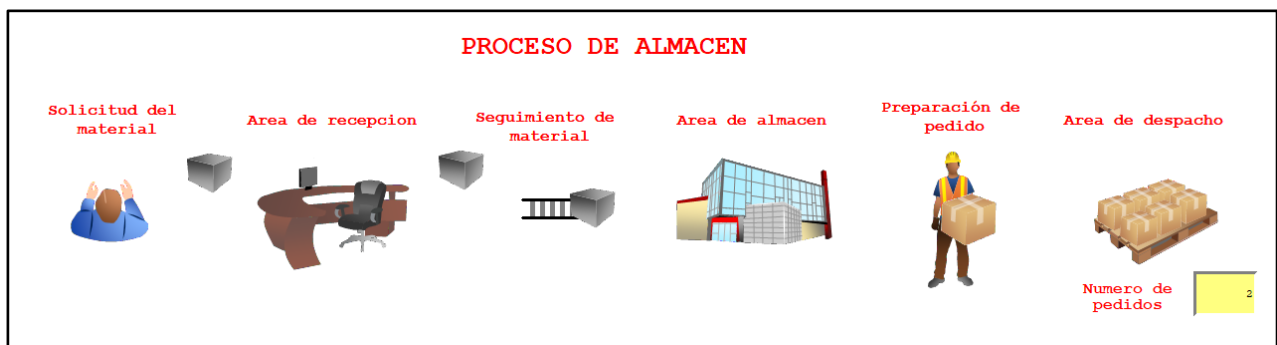 PROCESO DE ALMACEN
Solicitud del
material
Area de recepcion
Seguimiento de
material
Area de almacen
Preparación de
pedido
Area de despacho
Numero de
pedidos
2